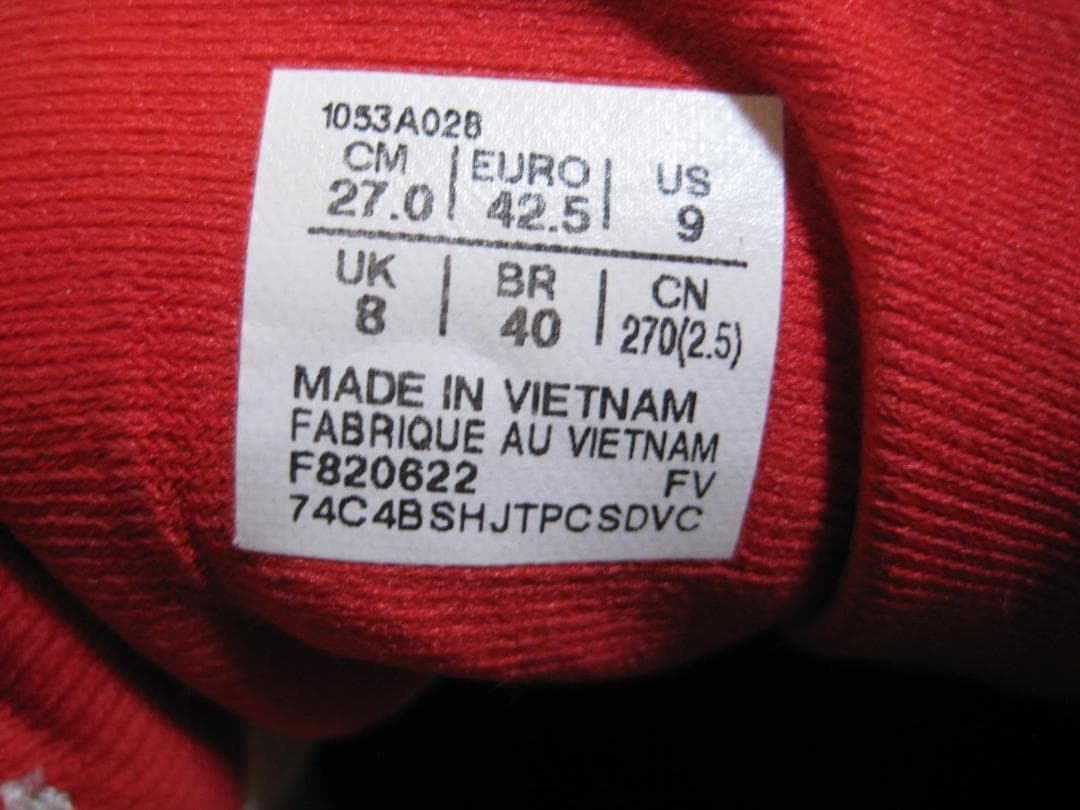 1053A028
CM | EURO | US
27.0 | 42.5 | 9
UK | BR | CN
8 | 40 | 270(2.5)
MADE IN VIETNAM
FABRIQUE AU VIETNAM
F820622 FV
74C4BSHJTPCSDVC